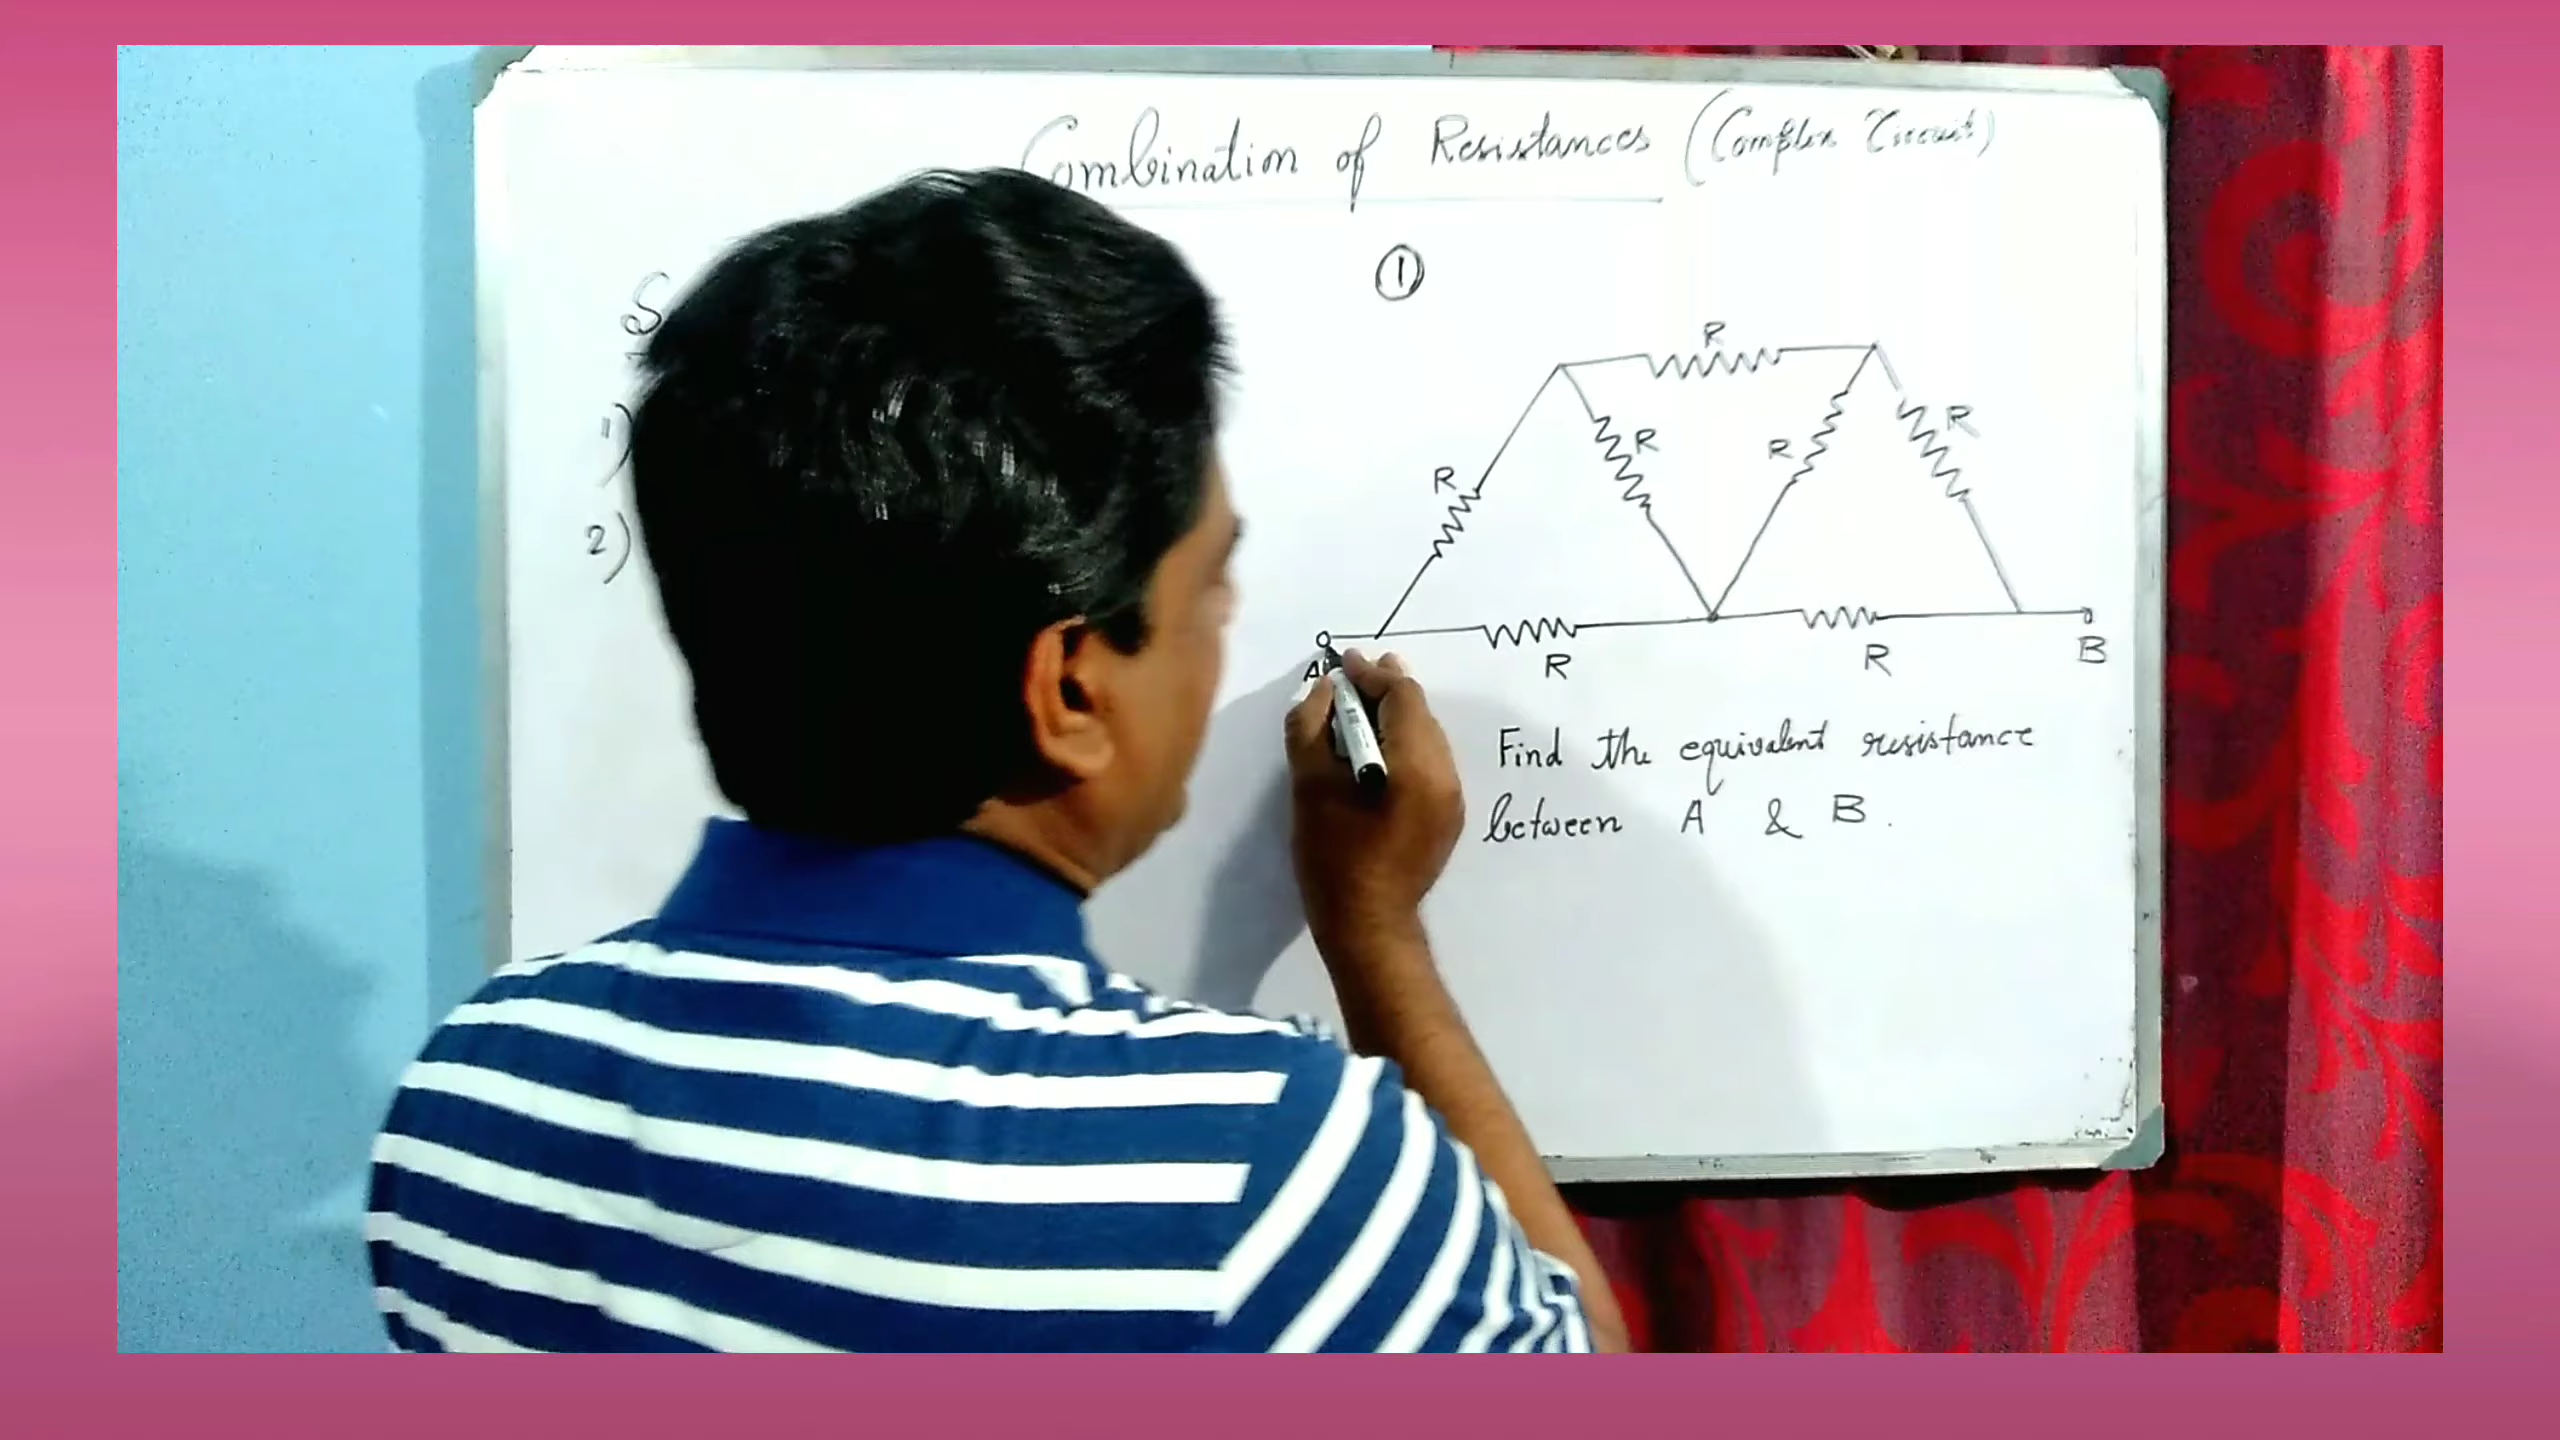 Combination of Resistances (Complex Circuit)
①
S
1)
2)
R
R
R
R
R
R
R
A
B
Find the equivalent resistance
between A & B.